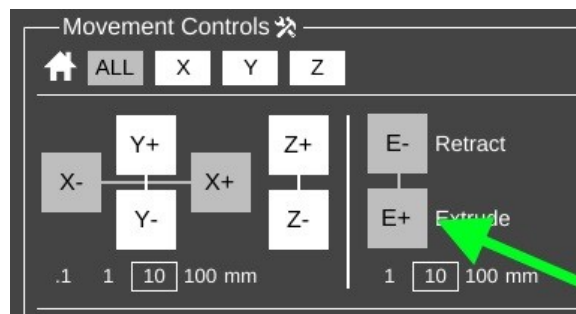 Movement Controls
ALL X Y Z
Y+ Z+ E- Retract
X- X+
Y- Z- E+ Extrude
.1 1 10 100 mm 1 10 100 mm